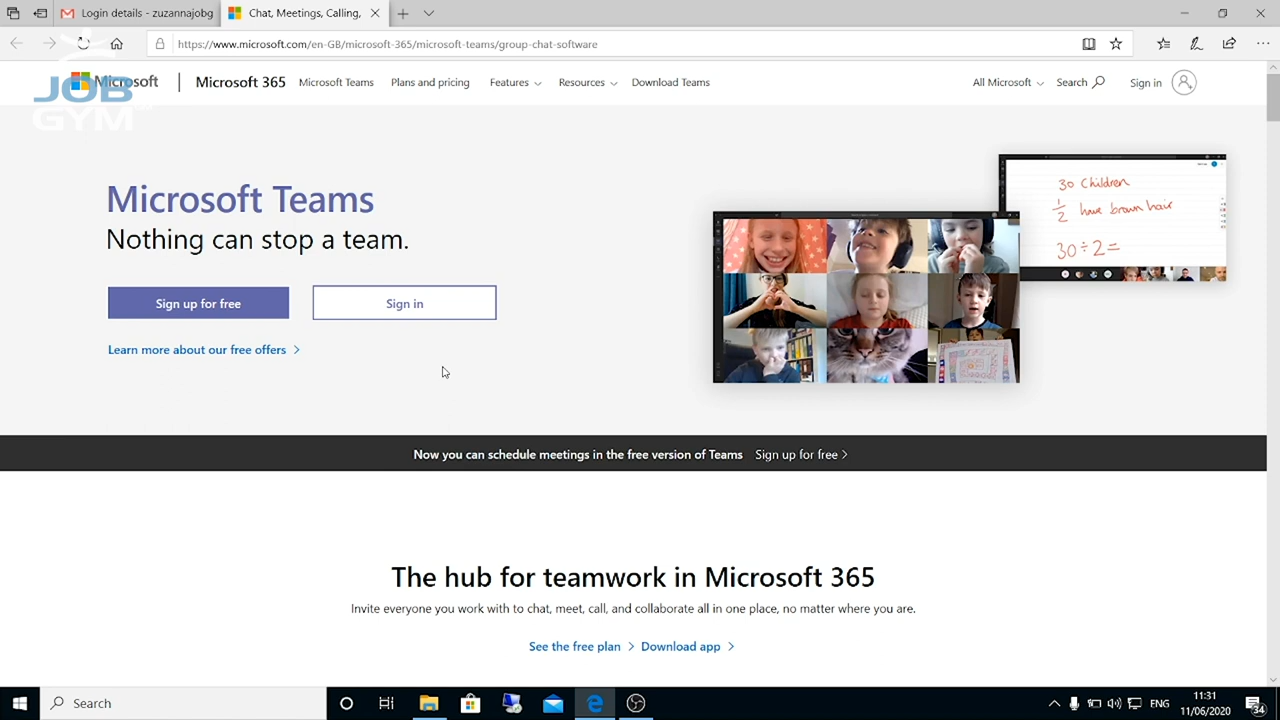 Login details - zuzannajobg
Chat, Meetings, Calling,
https://www.microsoft.com/en-GB/microsoft-365/microsoft-teams/group-chat-software
JOB
GYM
Microsoft
Microsoft 365
Microsoft Teams
Plans and pricing
Features
Resources
Download Teams
All Microsoft
Search
Sign in
Microsoft Teams
Nothing can stop a team.
Sign up for free
Sign in
Learn more about our free offers
30 Children
1/2 have brown hair
30÷2=
Now you can schedule meetings in the free version of Teams Sign up for free
The hub for teamwork in Microsoft 365
Invite everyone you work with to chat, meet, call, and collaborate all in one place, no matter where you are.
See the free plan
Download app
Search
ENG
11:31
11/06/2020
34